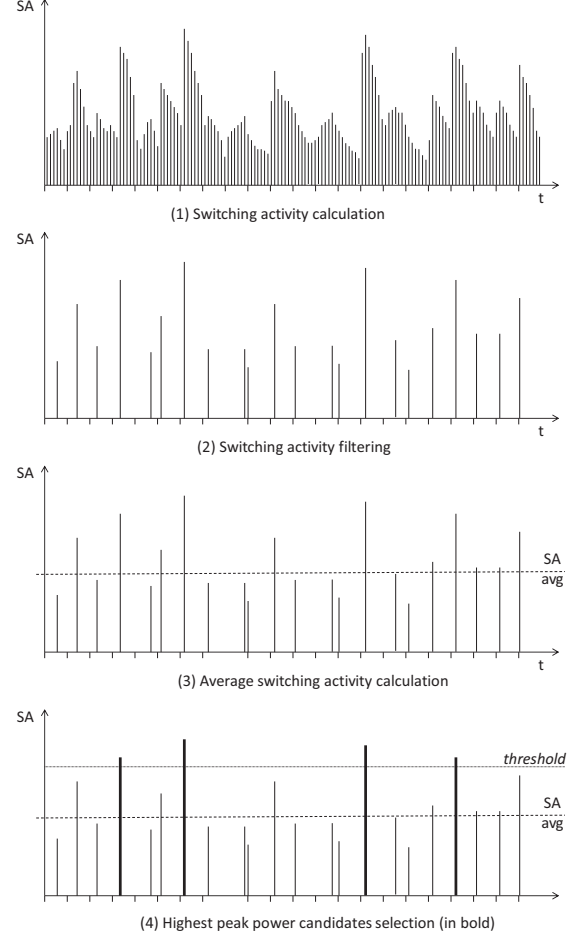 SA
t
(1) Switching activity calculation
SA
t
(2) Switching activity filtering
SA
SA
avg
t
(3) Average switching activity calculation
SA
threshold
SA
avg
(4) Highest peak power candidates selection (in bold)